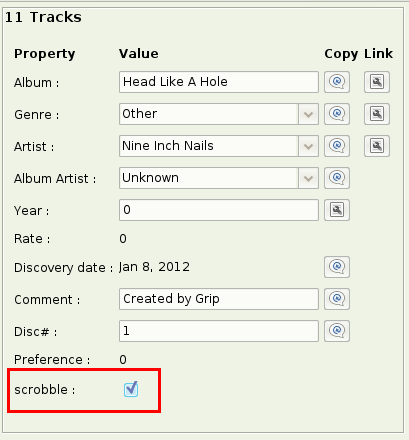 11 Tracks
Property Value Copy Link
Album : Head Like A Hole
Genre : Other
Artist : Nine Inch Nails
Album Artist : Unknown
Year : 0
Rate : 0
Discovery date : Jan 8, 2012
Comment : Created by Grip
Disc# : 1
Preference : 0
scrobble :